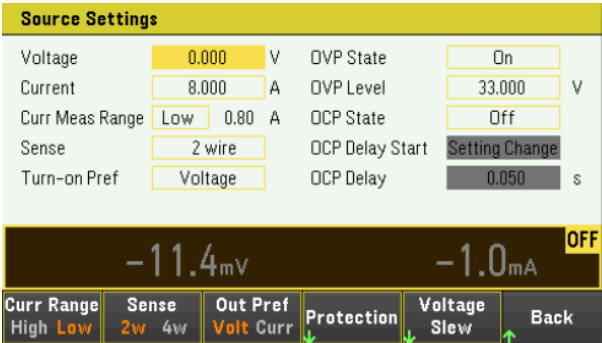 Source Settings
Voltage 0.000 V OVP State On
Current 8.000 A OVP Level 33.000 V
Curr Meas Range Low 0.80 A OCP State Off
Sense 2 wire OCP Delay Start Setting Change
Turn-on Pref Voltage OCP Delay 0.050 s
OFF
-11.4mV -1.0mA
Curr Range Sense Out Pref Protection Voltage Back
High Low 2w 4w Volt Curr Slew